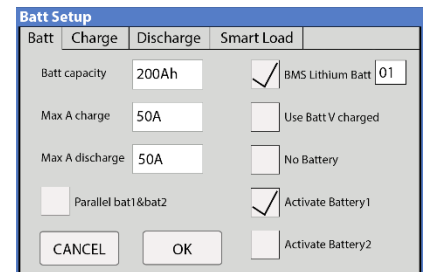 Batt Setup
Batt Charge Discharge Smart Load
Batt capacity 200Ah BMS Lithium Batt 01
Max A charge 50A Use Batt V charged
Max A discharge 50A No Battery
Parallel bat1&bat2 Activate Battery1
CANCEL OK Activate Battery2